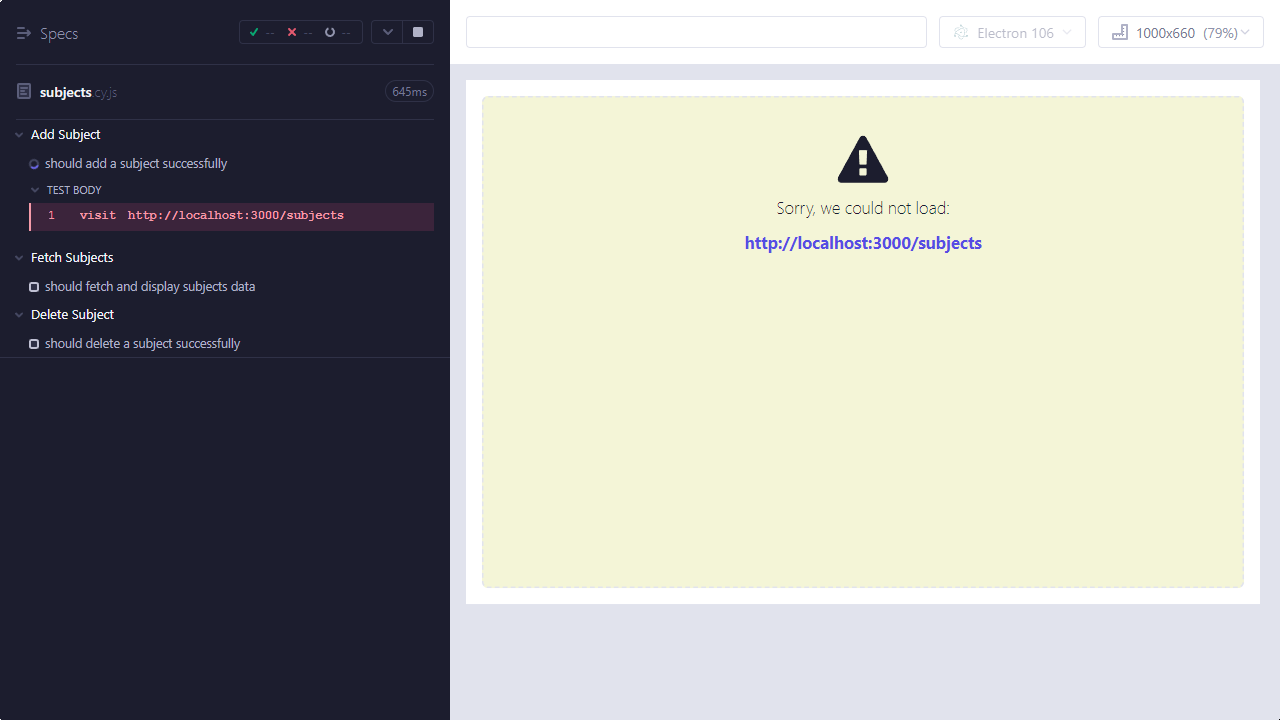 Specs
-- -- --
subjects.cy.js 645ms
Add Subject
should add a subject successfully
TEST BODY
1 visit http://localhost:3000/subjects
Fetch Subjects
should fetch and display subjects data
Delete Subject
should delete a subject successfully
Electron 106
1000x660 (79%)
Sorry, we could not load:
http://localhost:3000/subjects